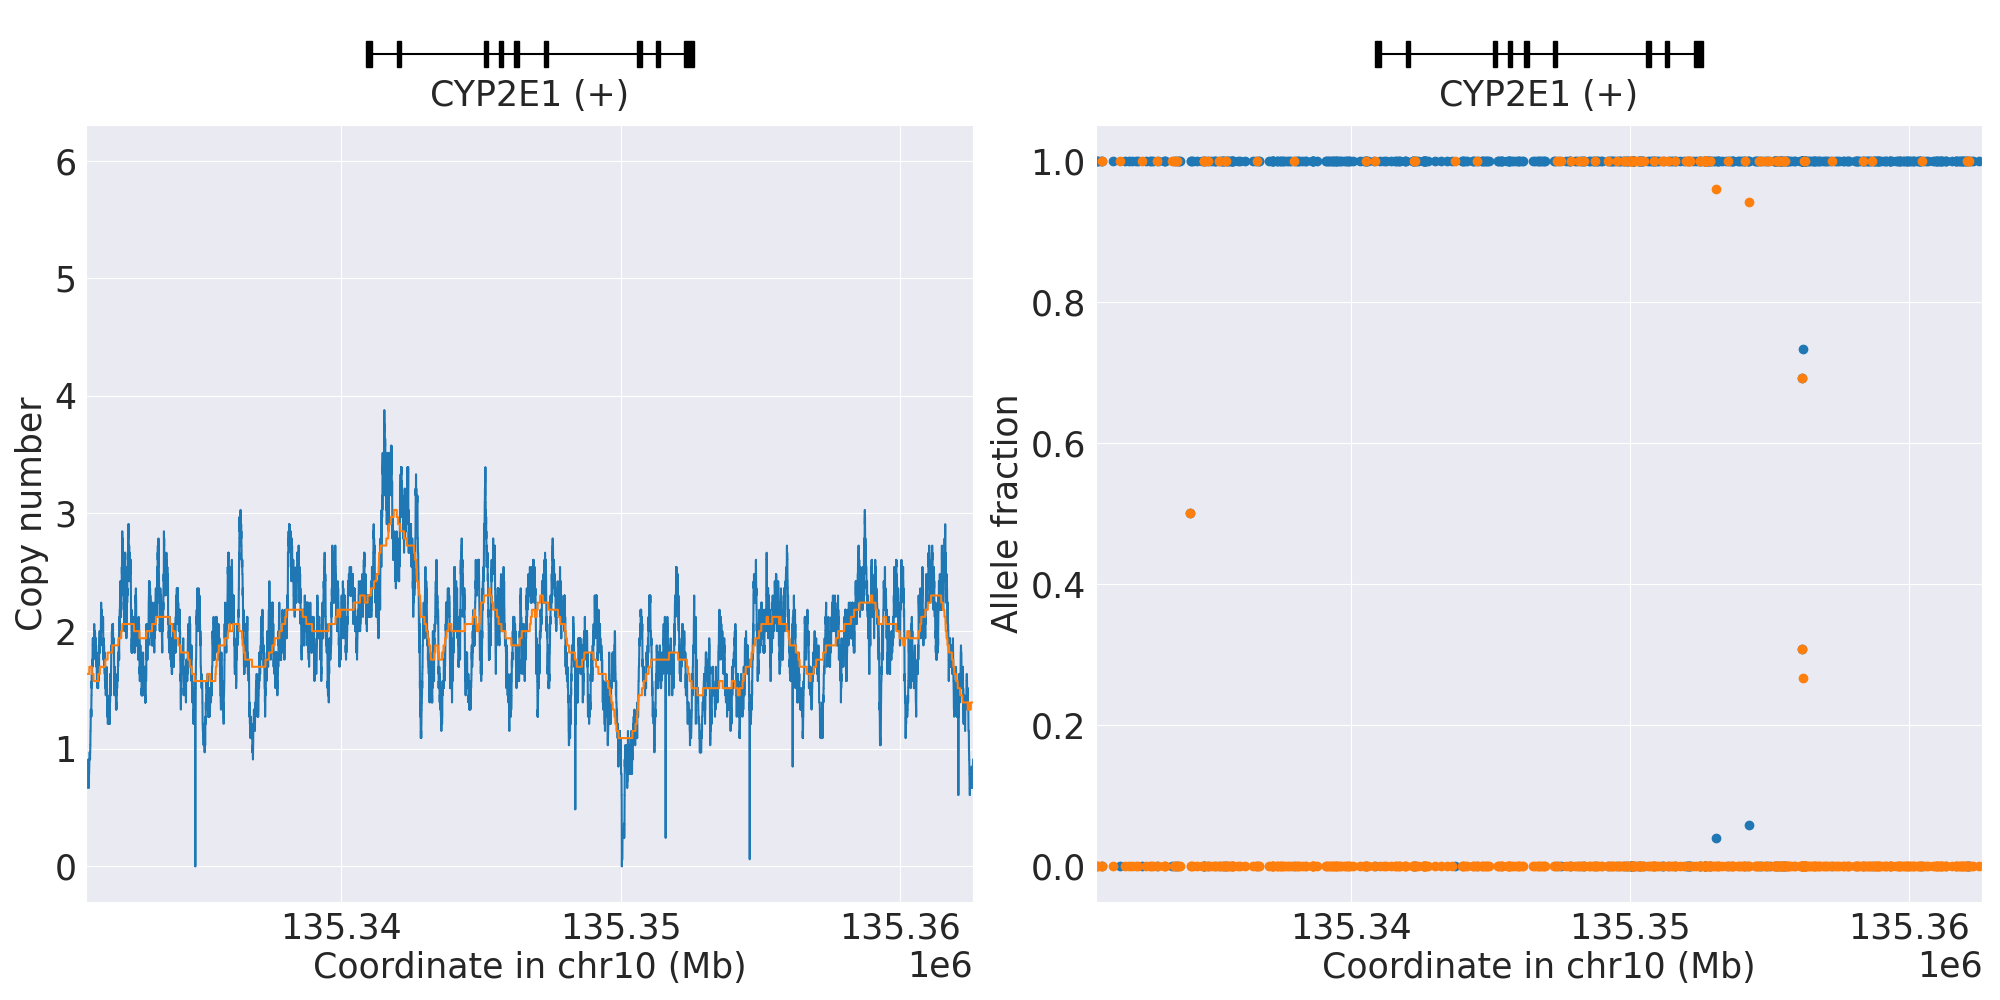 CYP2E1 (+)
6
5
4
3
2
1
0
Copy number
135.34 135.35 135.36
Coordinate in chr10 (Mb)
1e6
CYP2E1 (+)
1.0
0.8
0.6
0.4
0.2
0.0
Allele fraction
135.34 135.35 135.36
Coordinate in chr10 (Mb)
1e6